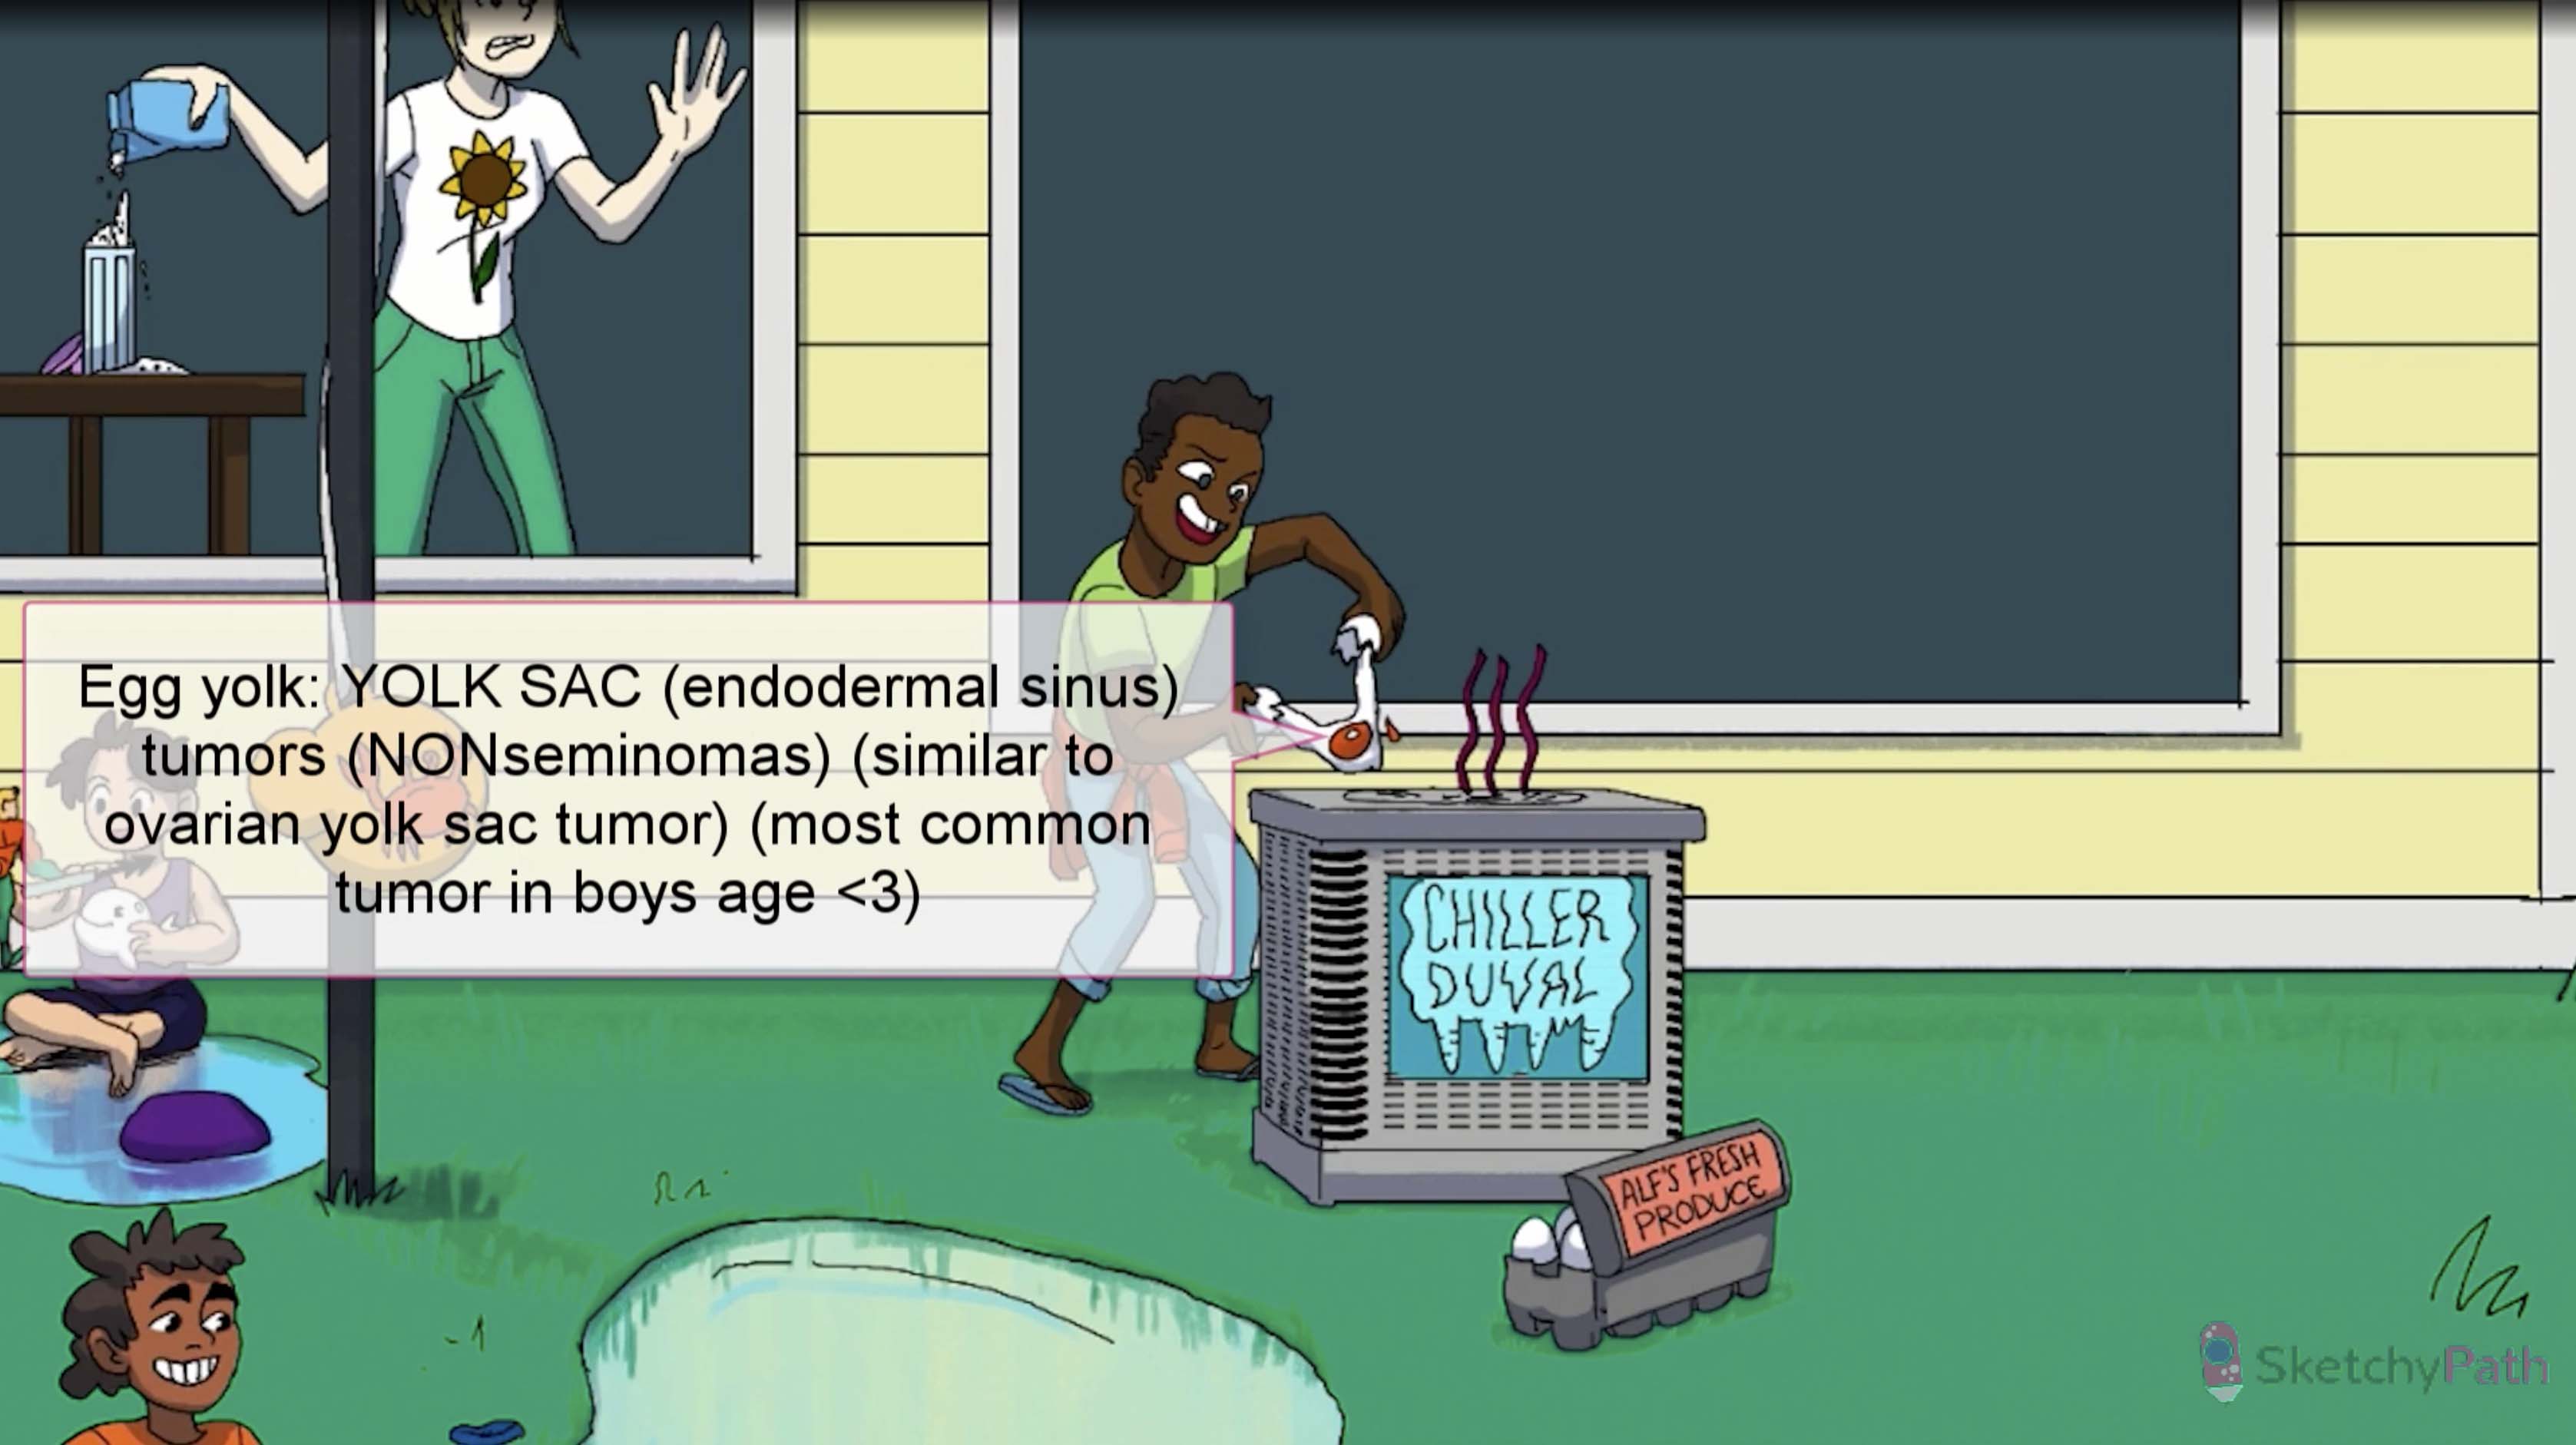 Egg yolk: YOLK SAC (endodermal sinus)
tumors (NONseminomas) (similar to
ovarian yolk sac tumor) (most common
tumor in boys age <3)
CHILLER
DUVAL
ALF'S FRESH
PRODUCE
SketchyPath